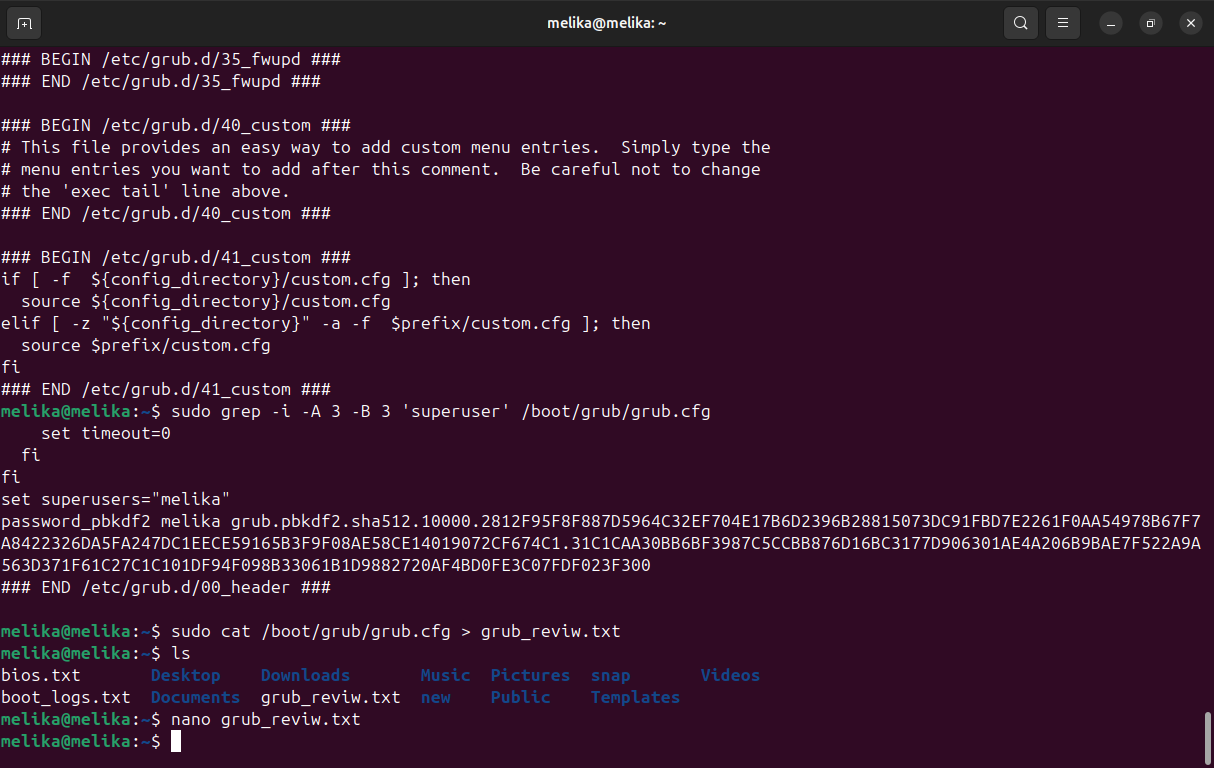 melika@melika: ~
### BEGIN /etc/grub.d/35_fwupd ###
### END /etc/grub.d/35_fwupd ###
### BEGIN /etc/grub.d/40_custom ###
# This file provides an easy way to add custom menu entries.  Simply type the
# menu entries you want to add after this comment.  Be careful not to change
# the 'exec tail' line above.
### END /etc/grub.d/40_custom ###
### BEGIN /etc/grub.d/41_custom ###
if [ -f  ${config_directory}/custom.cfg ]; then
  source ${config_directory}/custom.cfg
elif [ -z "${config_directory}" -a -f  $prefix/custom.cfg ]; then
  source $prefix/custom.cfg
fi
### END /etc/grub.d/41_custom ###
melika@melika:~$ sudo grep -i -A 3 -B 3 'superuser' /boot/grub/grub.cfg
    set timeout=0
  fi
fi
set superusers="melika"
password_pbkdf2 melika grub.pbkdf2.sha512.10000.2812F95F8F887D5964C32EF704E17B6D2396B28815073DC91FBD7E2261F0AA54978B67F7
A8422326DA5FA247DC1EECE59165B3F9F08AE58CE14019072CF674C1.31C1CAA30BB6BF3987C5CCBB876D16BC3177D906301AE4A206B9BAE7F522A9A
563D371F61C27C1C101DF94F098B33061B1D9882720AF4BD0FE3C07FDF023F300
### END /etc/grub.d/00_header ###
melika@melika:~$ sudo cat /boot/grub/grub.cfg > grub_reviw.txt
melika@melika:~$ ls
bios.txt       Desktop    Downloads       Music  Pictures  snap       Videos
boot_logs.txt  Documents  grub_reviw.txt  new    Public    Templates
melika@melika:~$ nano grub_reviw.txt
melika@melika:~$